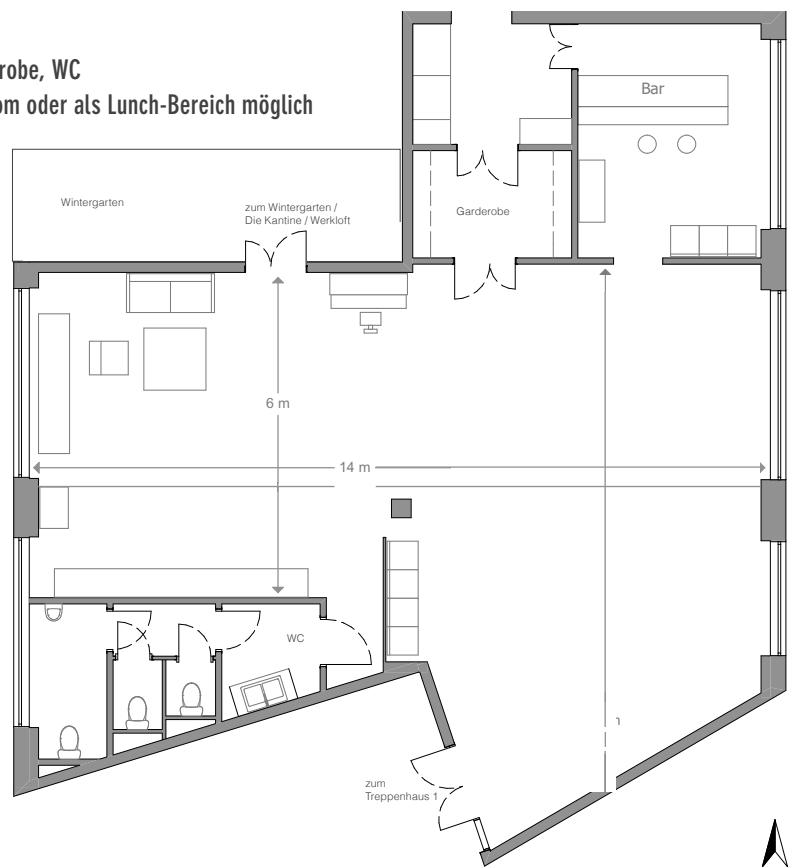 robe, WC
om oder als Lunch-Bereich möglich
Bar
Wintergarten
zum Wintergarten /
Die Kantine / Werkloft
Garderobe
6 m
14 m
WC
zum
Treppenhaus 1